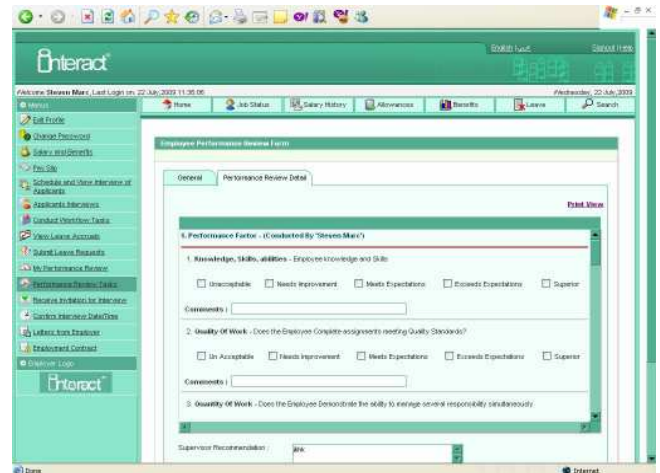 interact
English
Signout Help
Welcome Steven Marc, Last Login on: 22 July,2009 11:36:06
Wednesday, 22 July,2009
Menus
Home
Job Status
Salary History
Allowances
Benefits
Leave
Search
Edit Profile
Change Password
Salary and Benefits
Pay Slip
Schedule and View Interview of Applicants
Applicants Interviews
Conduct Workflow Tasks
View Leave Accruals
Submit Leave Requests
My Performance Review
Performance Review Tasks
Receive Invitation for Interview
Confirm Interview Date/Time
Letters from Employer
Employment Contract
Employer Logo
interact
Employee Performance Review Form
General
Performance Review Detail
Print View
5. Performance Factor - (Conducted By 'Steven Marc')
1. Knowledge, Skills, abilities - Employee knowledge and Skills
Unacceptable
Needs Improvement
Meets Expectations
Exceeds Expectations
Superior
Comments :
2. Quality Of Work - Does the Employee Complete assignments meeting Quality Standards?
Un Acceptable
Needs Improvement
Meets Expectations
Exceeds Expectations
Superior
Comments :
3. Quantity Of Work - Does the Employee Demonstrate the ability to manage several responsibility simultaneously.
Supervisor Recommendation :
Done
Internet